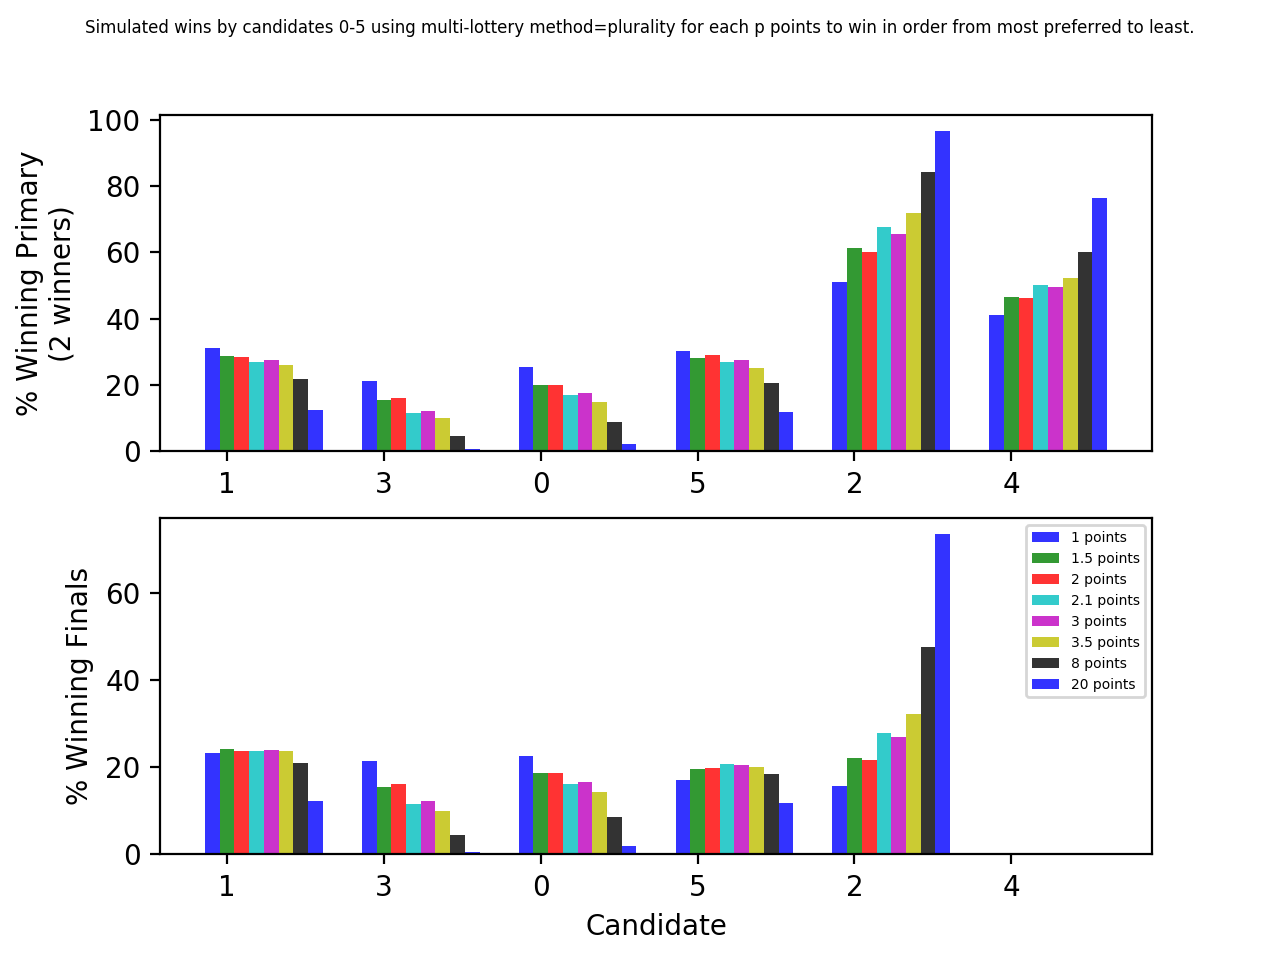 Simulated wins by candidates 0-5 using multi-lottery method=plurality for each p points to win in order from most preferred to least.
% Winning Primary
(2 winners)
100
80
60
40
20
0
1 3 0 5 2 4
% Winning Finals
60
40
20
0
1 points
1.5 points
2 points
2.1 points
3 points
3.5 points
8 points
20 points
1 3 0 5 2 4
Candidate